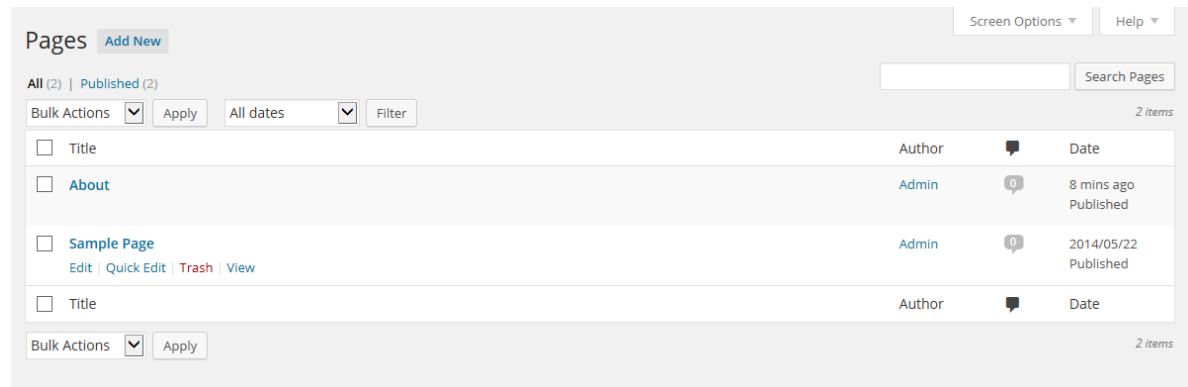 Screen Options Help
Pages Add New
All (2) | Published (2)
Search Pages
Bulk Actions Apply All dates Filter 2 items
Title Author Date
About Admin 0 8 mins ago
Published
Sample Page Admin 0 2014/05/22
Edit | Quick Edit | Trash | View Published
Title Author Date
Bulk Actions Apply 2 items